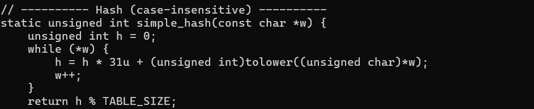 // ---------- Hash (case-insensitive) ----------
static unsigned int simple_hash(const char *w) {
    unsigned int h = 0;
    while (*w) {
        h = h * 31u + (unsigned int)tolower((unsigned char)*w);
        w++;
    }
    return h % TABLE_SIZE;